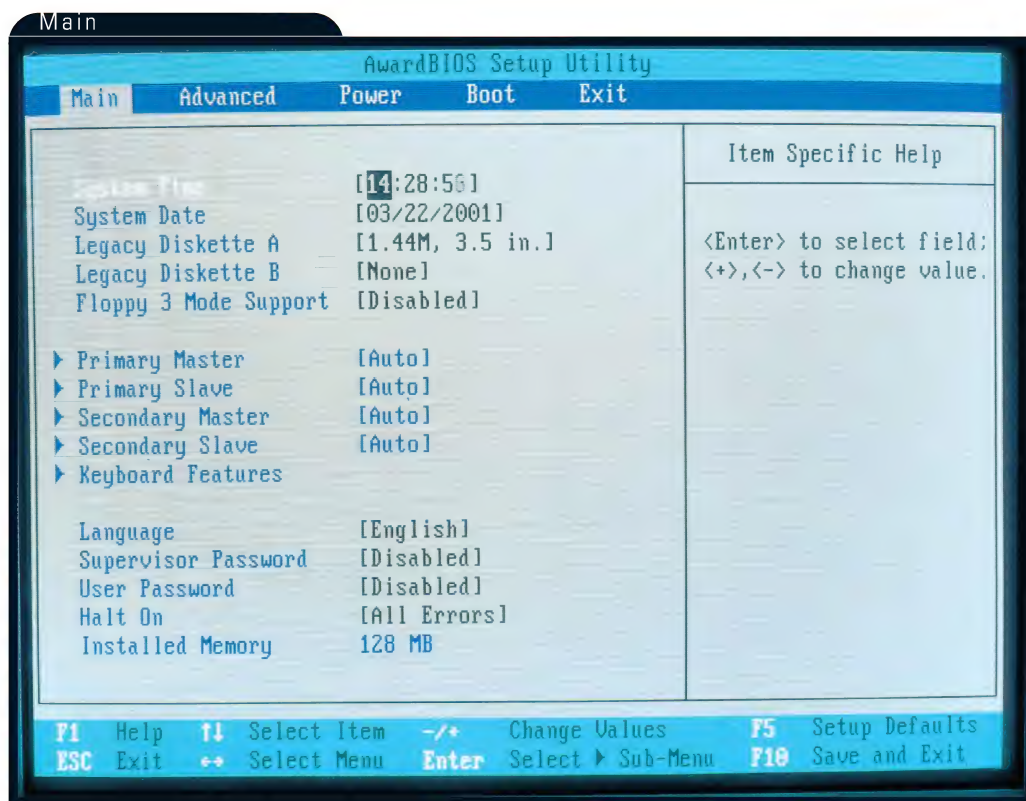 Main
AwardBIOS Setup Utility
Main Advanced Power Boot Exit
Item Specific Help
System Time [14:28:56]
System Date [03/22/2001]
Legacy Diskette A [1.44M, 3.5 in.]
Legacy Diskette B [None]
Floppy 3 Mode Support [Disabled]
<Enter> to select field;
<+>,<-> to change value.
▶ Primary Master [Auto]
▶ Primary Slave [Auto]
▶ Secondary Master [Auto]
▶ Secondary Slave [Auto]
▶ Keyboard Features
Language [English]
Supervisor Password [Disabled]
User Password [Disabled]
Halt On [All Errors]
Installed Memory 128 MB
F1 Help ↑↓ Select Item -/+ Change Values F5 Setup Defaults
ESC Exit ↔ Select Menu Enter Select ▶ Sub-Menu F10 Save and Exit